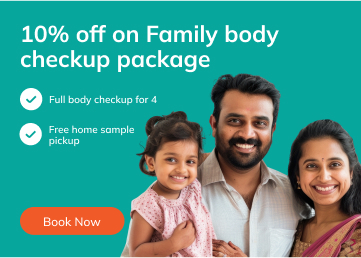 10% off on Family body
checkup package
Full body checkup for 4
Free home sample
pickup
Book Now